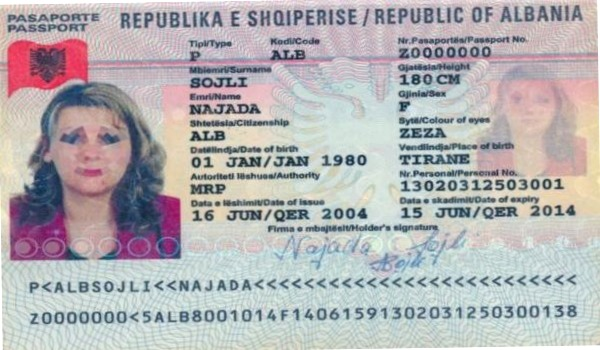 PASAPORTE
PASSPORT
REPUBLIKA E SHQIPERISE / REPUBLIC OF ALBANIA
Tipi/Type Kodi/Code Nr.Pasaportës/Passport No.
P ALB Z0000000
Mbiemri/Surname Gjatësia/Height
SOJLI 180 CM
Emri/Name Gjinia/Sex
NAJADA F
Shtetësia/Citizenship Sytë/Colour of eyes
ALB ZEZA
Datëlindja/Date of birth Vendlindja/Place of birth
01 JAN/JAN 1980 TIRANE
Autoriteti lëshues/Authority Nr.Personal/Personal No.
MRP 13020312503001
Data e lëshimit/Date of issue Data e skadimit/Date of expiry
16 JUN/QER 2004 15 JUN/QER 2014
Firma e mbajtësit/Holder's signature
Najada Sojli
Sojli
P<ALBSOJLI<<NAJADA<<<<<<<<<<<<<<<<<<<<<<<<<<
Z0000000<5ALB8001014F14061591302031250300138